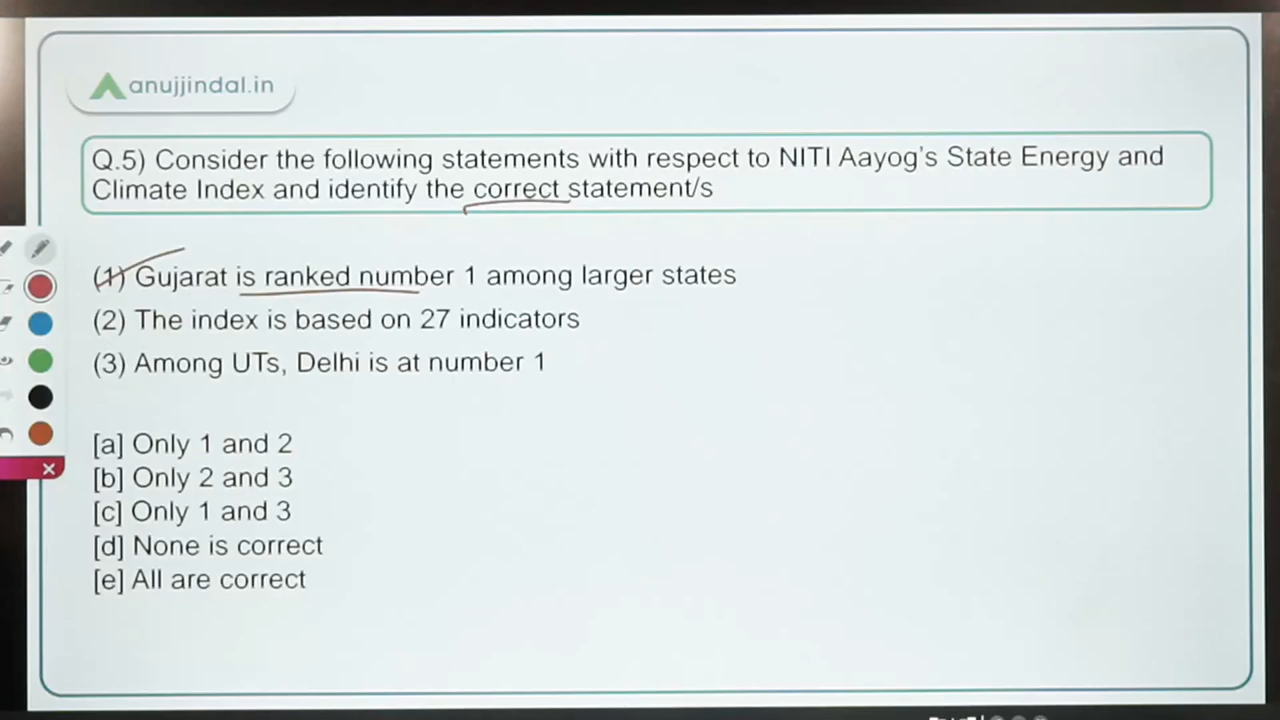 anujjindal.in
Q.5) Consider the following statements with respect to NITI Aayog's State Energy and
Climate Index and identify the correct statement/s
(1) Gujarat is ranked number 1 among larger states
(2) The index is based on 27 indicators
(3) Among UTs, Delhi is at number 1
[a] Only 1 and 2
[b] Only 2 and 3
[c] Only 1 and 3
[d] None is correct
[e] All are correct